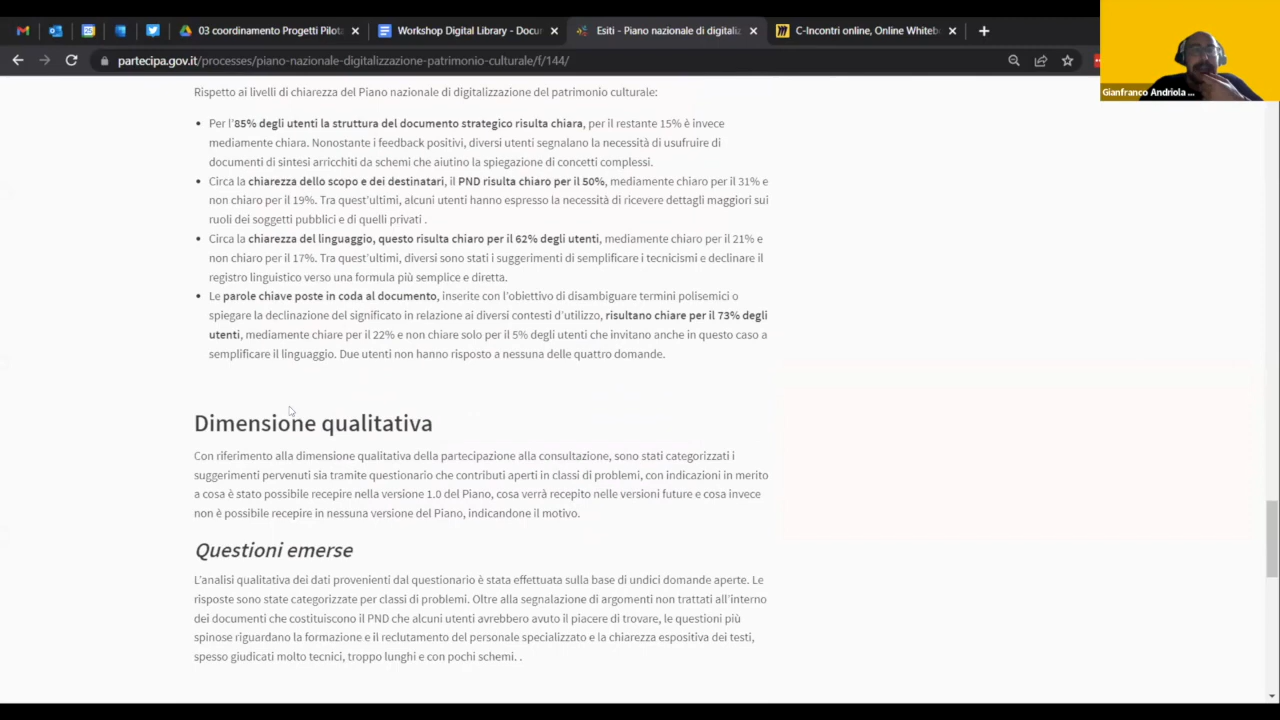 03 coordinamento Progetti Pilota
Workshop Digital Library - Docum
Esiti - Piano nazionale di digitaliz
C-Incontri online, Online Whitebo
partecipa.gov.it/processes/piano-nazionale-digitalizzazione-patrimonio-culturale/f/144/
Gianfranco Andriola ...
Rispetto ai livelli di chiarezza del Piano nazionale di digitalizzazione del patrimonio culturale:
Per l'85% degli utenti la struttura del documento strategico risulta chiara, per il restante 15% è invece
mediamente chiara. Nonostante i feedback positivi, diversi utenti segnalano la necessità di usufruire di
documenti di sintesi arricchiti da schemi che aiutino la spiegazione di concetti complessi.
Circa la chiarezza dello scopo e dei destinatari, il PND risulta chiaro per il 50%, mediamente chiaro per il 31% e
non chiaro per il 19%. Tra quest'ultimi, alcuni utenti hanno espresso la necessità di ricevere dettagli maggiori sui
ruoli dei soggetti pubblici e di quelli privati .
Circa la chiarezza del linguaggio, questo risulta chiaro per il 62% degli utenti, mediamente chiaro per il 21% e
non chiaro per il 17%. Tra quest'ultimi, diversi sono stati i suggerimenti di semplificare i tecnicismi e declinare il
registro linguistico verso una formula più semplice e diretta.
Le parole chiave poste in coda al documento, inserite con l'obiettivo di disambiguare termini polisemici o
spiegare la declinazione del significato in relazione ai diversi contesti d'utilizzo, risultano chiare per il 73% degli
utenti, mediamente chiare per il 22% e non chiare solo per il 5% degli utenti che invitano anche in questo caso a
semplificare il linguaggio. Due utenti non hanno risposto a nessuna delle quattro domande.
Dimensione qualitativa
Con riferimento alla dimensione qualitativa della partecipazione alla consultazione, sono stati categorizzati i
suggerimenti pervenuti sia tramite questionario che contributi aperti in classi di problemi, con indicazioni in merito
a cosa è stato possibile recepire nella versione 1.0 del Piano, cosa verrà recepito nelle versioni future e cosa invece
non è possibile recepire in nessuna versione del Piano, indicandone il motivo.
Questioni emerse
L'analisi qualitativa dei dati provenienti dal questionario è stata effettuata sulla base di undici domande aperte. Le
risposte sono state categorizzate per classi di problemi. Oltre alla segnalazione di argomenti non trattati all'interno
dei documenti che costituiscono il PND che alcuni utenti avrebbero avuto il piacere di trovare, le questioni più
spinose riguardano la formazione e il reclutamento del personale specializzato e la chiarezza espositiva dei testi,
spesso giudicati molto tecnici, troppo lunghi e con pochi schemi. .